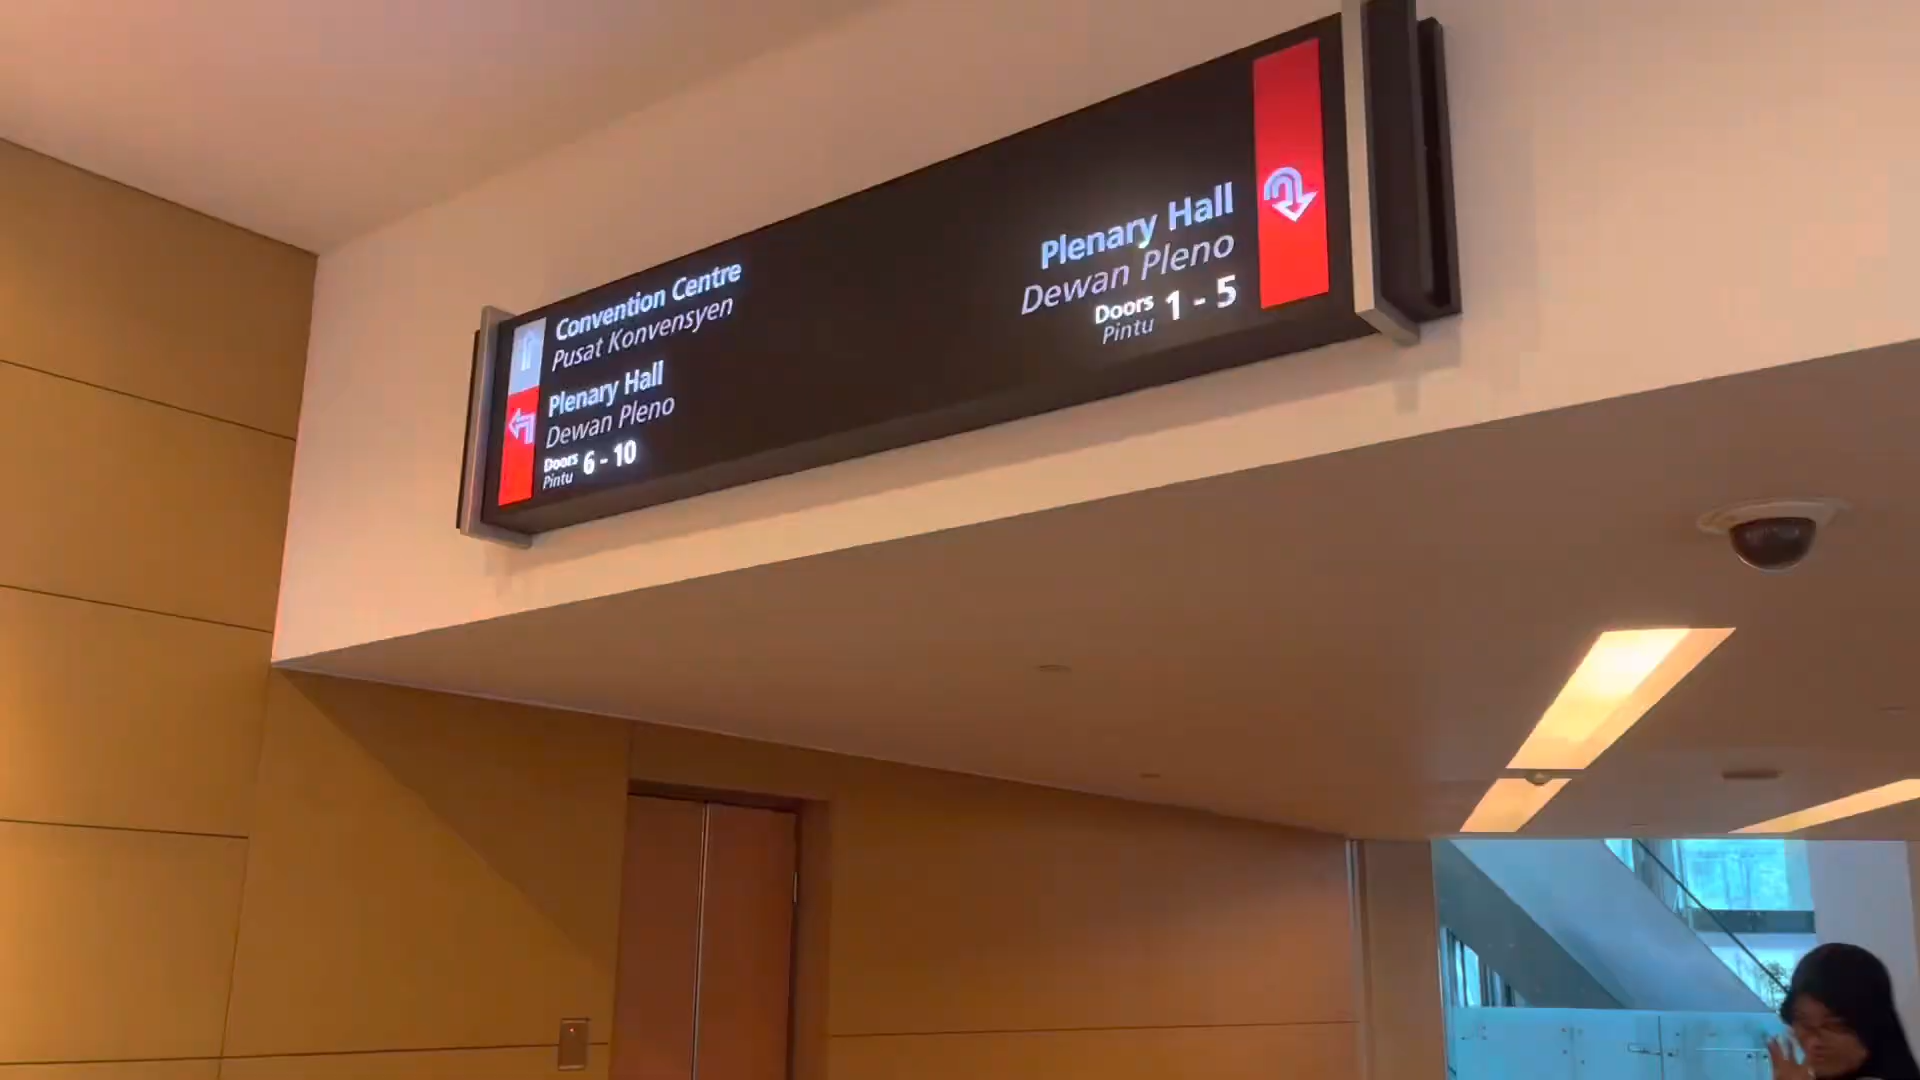 Convention Centre
Pusat Konvensyen
Plenary Hall
Dewan Pleno
Doors 6 - 10
Pintu
Plenary Hall
Dewan Pleno
Doors 1 - 5
Pintu